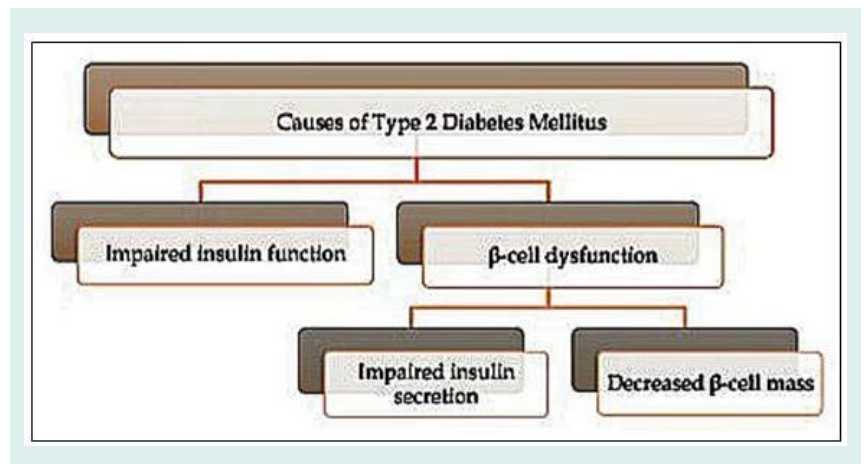 Causes of Type 2 Diabetes Mellitus
Impaired insulin function
β-cell dysfunction
Impaired insulin
secretion
Decreased β-cell mass